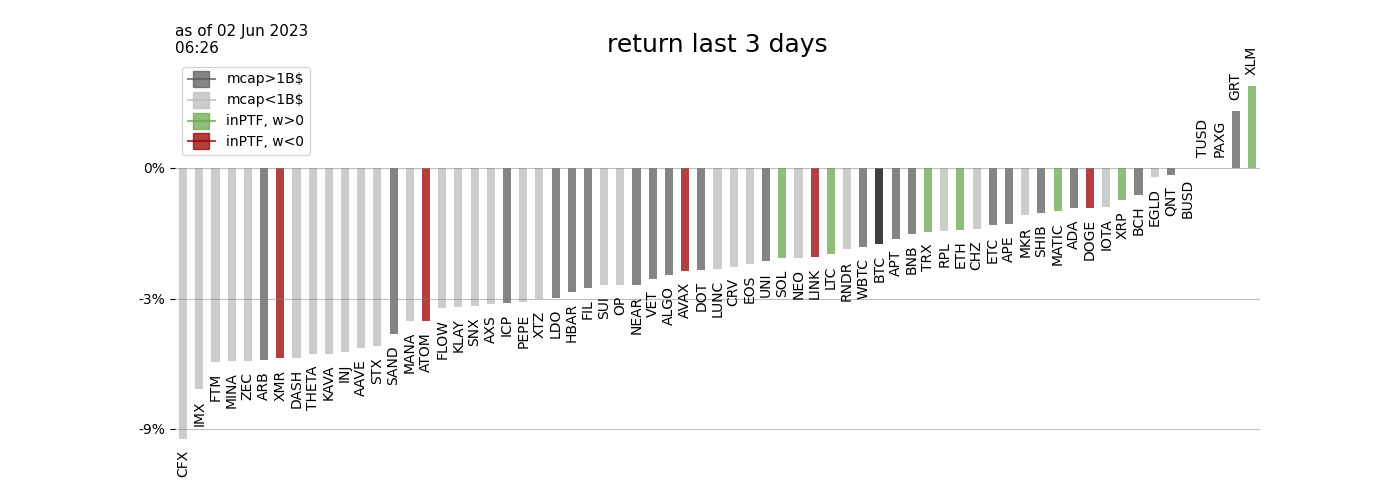 as of 02 Jun 2023
06:26
return last 3 days
mcap>1B$
mcap<1B$
inPTF, w>0
inPTF, w<0
0%
-3%
-9%
CFX
IMX
FTM
MINA
ZEC
ARB
XMR
DASH
THETA
KAVA
INJ
AAVE
STX
SAND
MANA
ATOM
FLOW
KLAY
SNX
AXS
ICP
PEPE
XTZ
LDO
HBAR
FIL
SUI
OP
NEAR
VET
ALGO
AVAX
DOT
LUNC
CRV
EOS
UNI
SOL
NEO
LINK
LTC
RNDR
WBTC
BTC
APT
BNB
TRX
RPL
ETH
CHZ
ETC
APE
MKR
SHIB
MATIC
ADA
DOGE
IOTA
XRP
BCH
EGLD
QNT
BUSD
TUSD
PAXG
GRT
XLM